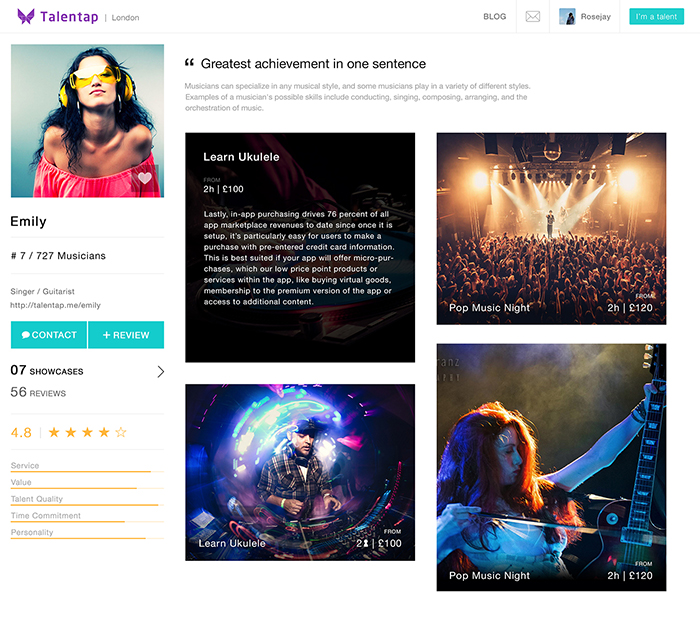 Talentap | London
BLOG
Rosejay
I'm a talent
Emily
# 7 / 727 Musicians
Singer / Guitarist
http://talentap.me/emily
CONTACT
+ REVIEW
07 SHOWCASES
56 REVIEWS
4.8
Service
Value
Talent Quality
Time Commitment
Personality
“ Greatest achievement in one sentence
Musicians can specialize in any musical style, and some musicians play in a variety of different styles.
Examples of a musician's possible skills include conducting, singing, composing, arranging, and the
orchestration of music.
Learn Ukulele
FROM
2h | £100
Lastly, in-app purchasing drives 76 percent of all
app marketplace revenues to date since once it is
setup, it's particularly easy for users to make a
purchase with pre-entered credit card information.
This is best suited if your app will offer micro-pur-
chases, which our low price point products or
services within the app, like buying virtual goods,
membership to the premium version of the app or
access to additional content.
FROM
Pop Music Night
2h | £120
FROM
Learn Ukulele
2 | £100
FROM
Pop Music Night
2h | £120